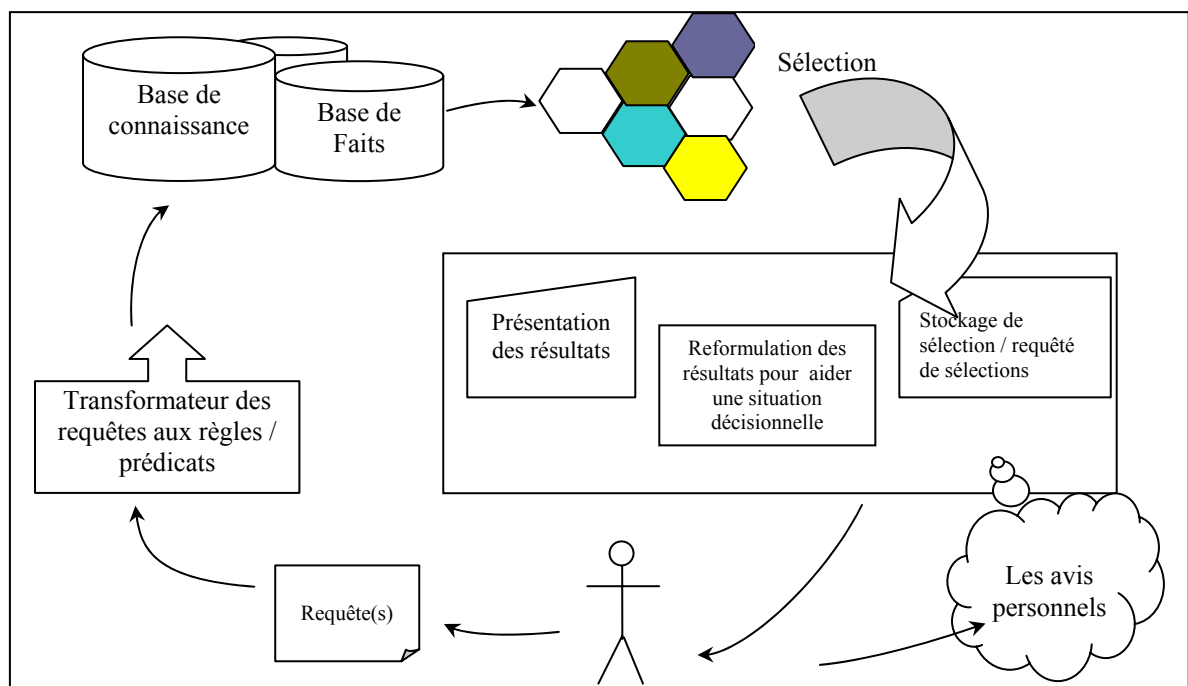 Base de
connaissance
Base de
Faits
Sélection
Présentation
des résultats
Reformulation des
résultats pour aider
une situation
décisionnelle
Stockage de
sélection / requêté
de sélections
Transformateur des
requêtes aux règles /
prédicats
Requête(s)
Les avis
personnels